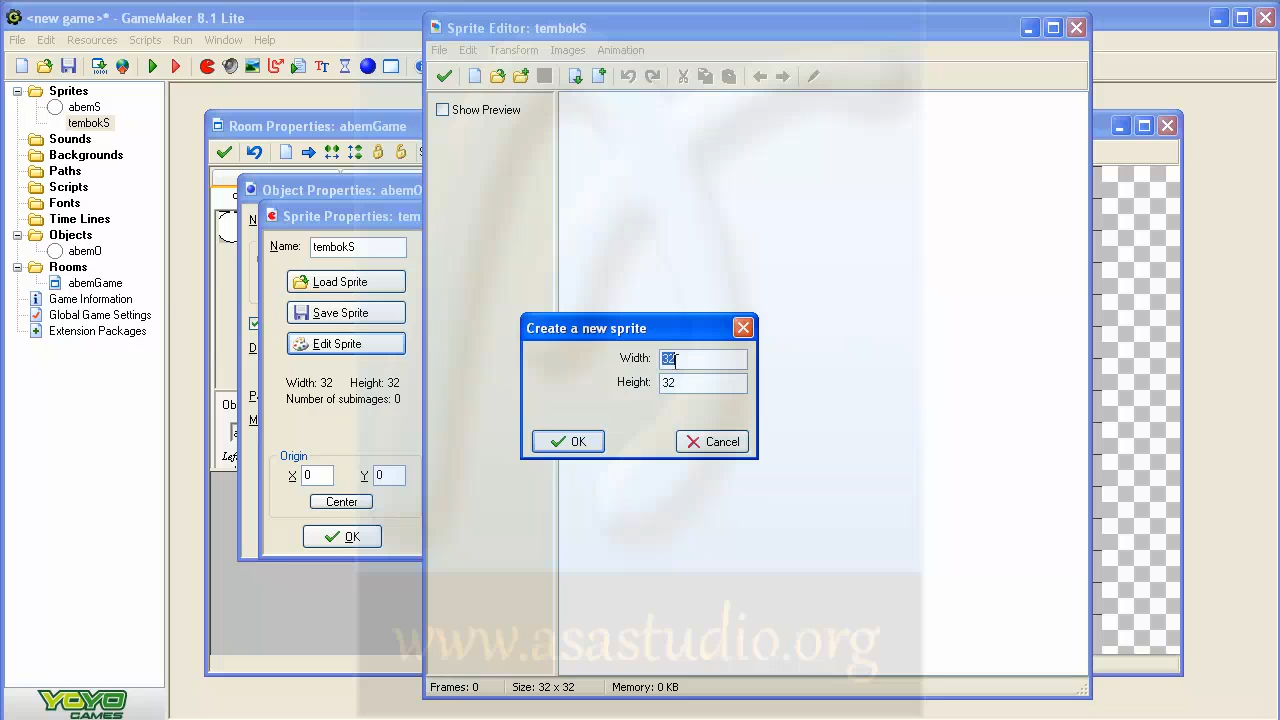 <new game>* - GameMaker 8.1 Lite
File Edit Resources Scripts Run Window Help
Sprites
abemS
tembokS
Sounds
Backgrounds
Paths
Scripts
Fonts
Time Lines
Objects
abemO
Rooms
abemGame
Game Information
Global Game Settings
Extension Packages
YOYO
GAMES
Room Properties: abemGame
Object Properties: abemO
Sprite Properties: tem
Name: tembokS
Load Sprite
Save Sprite
Edit Sprite
Width: 32 Height: 32
Number of subimages: 0
Origin
X 0 Y 0
Center
OK
Sprite Editor: tembokS
File Edit Transform Images Animation
Show Preview
Create a new sprite
Width: 32
Height: 32
OK Cancel
www.asastudio.org
Frames: 0 Size: 32 x 32 Memory: 0 KB